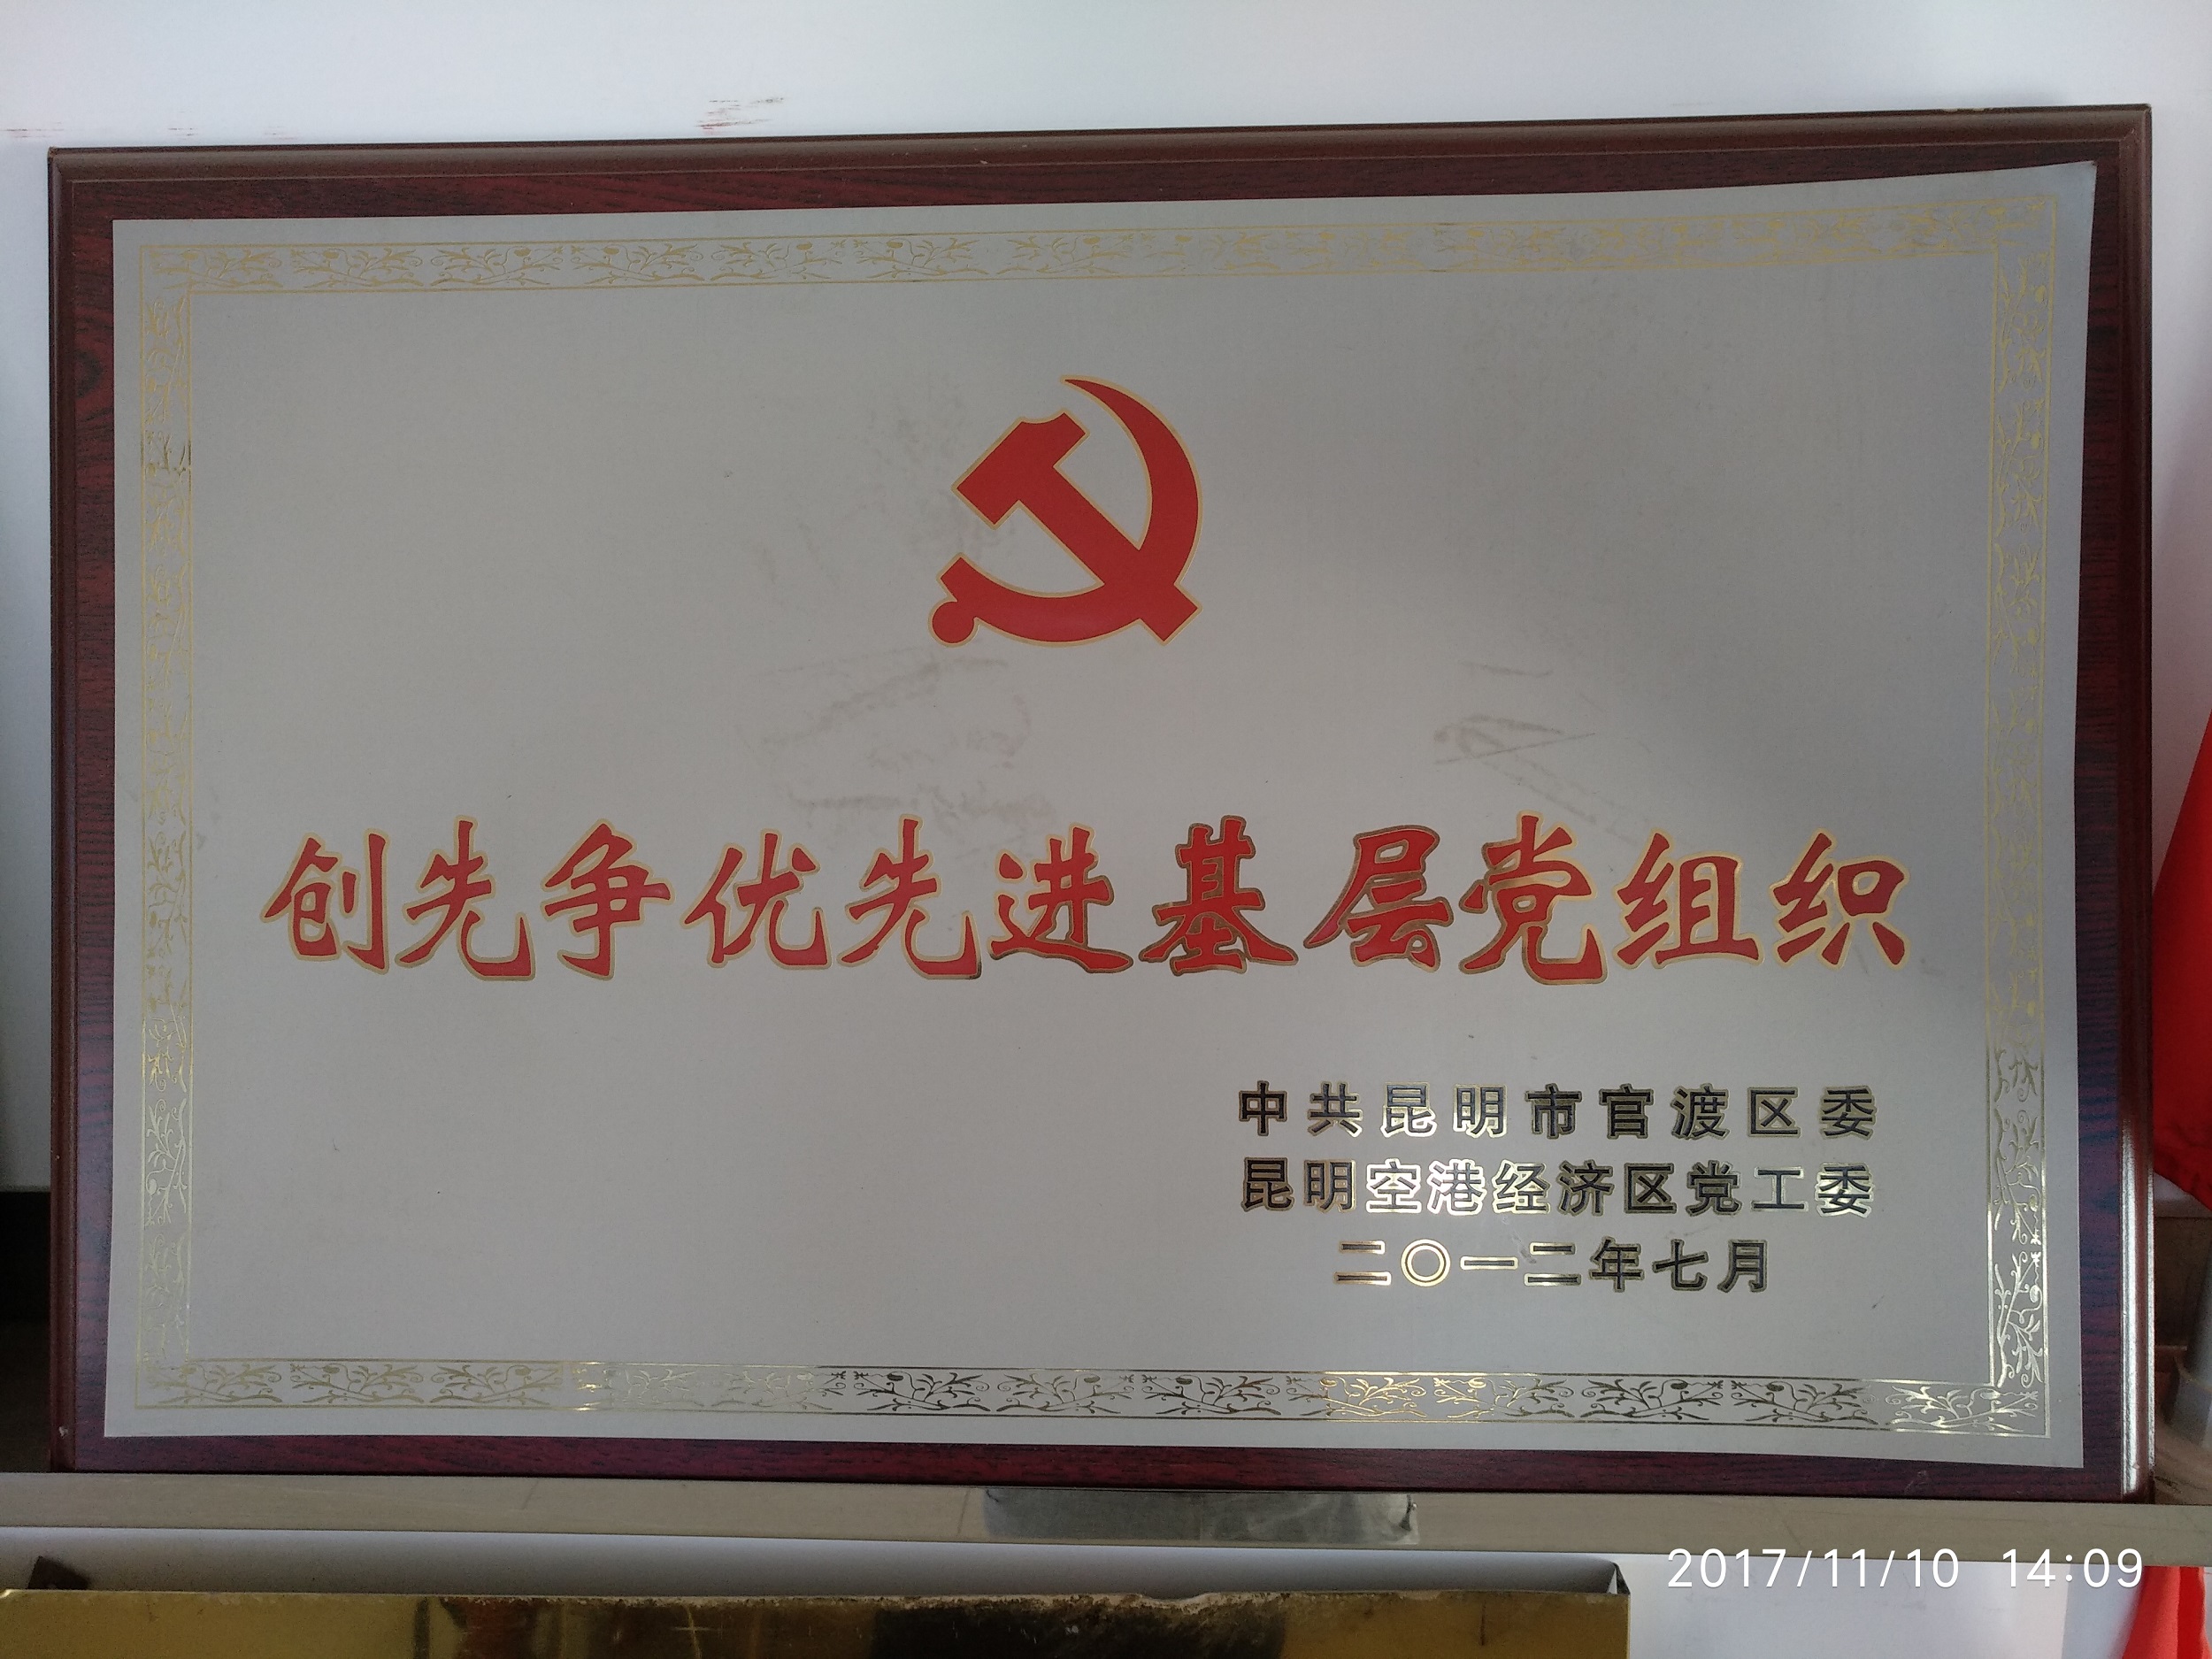 创先争优先进基层党组织
中共昆明市官渡区委
昆明空港经济区党工委
二〇一二年七月
2017/11/10 14:09